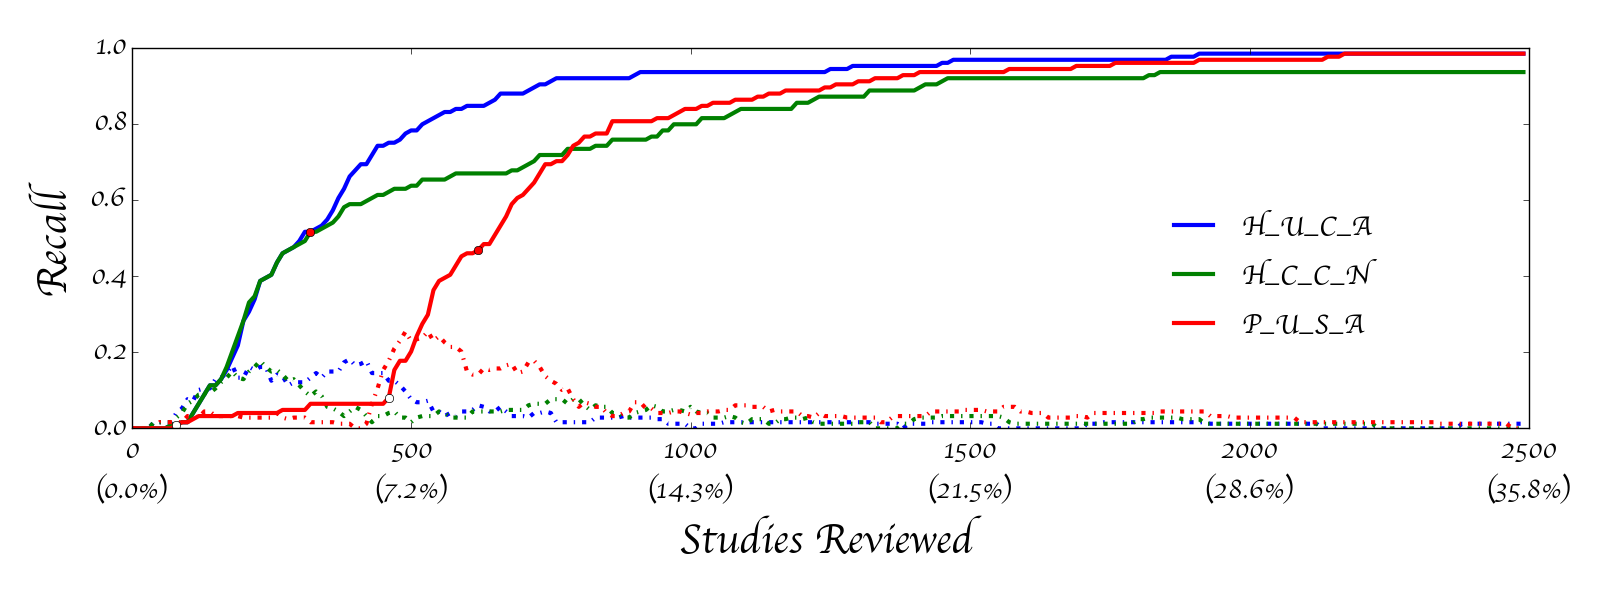 1.0
0.8
0.6
0.4
0.2
0.0
Recall
H_U_C_A
H_C_C_N
P_U_S_A
0 500 1000 1500 2000 2500
(0.0%) (7.2%) (14.3%) (21.5%) (28.6%) (35.8%)
Studies Reviewed